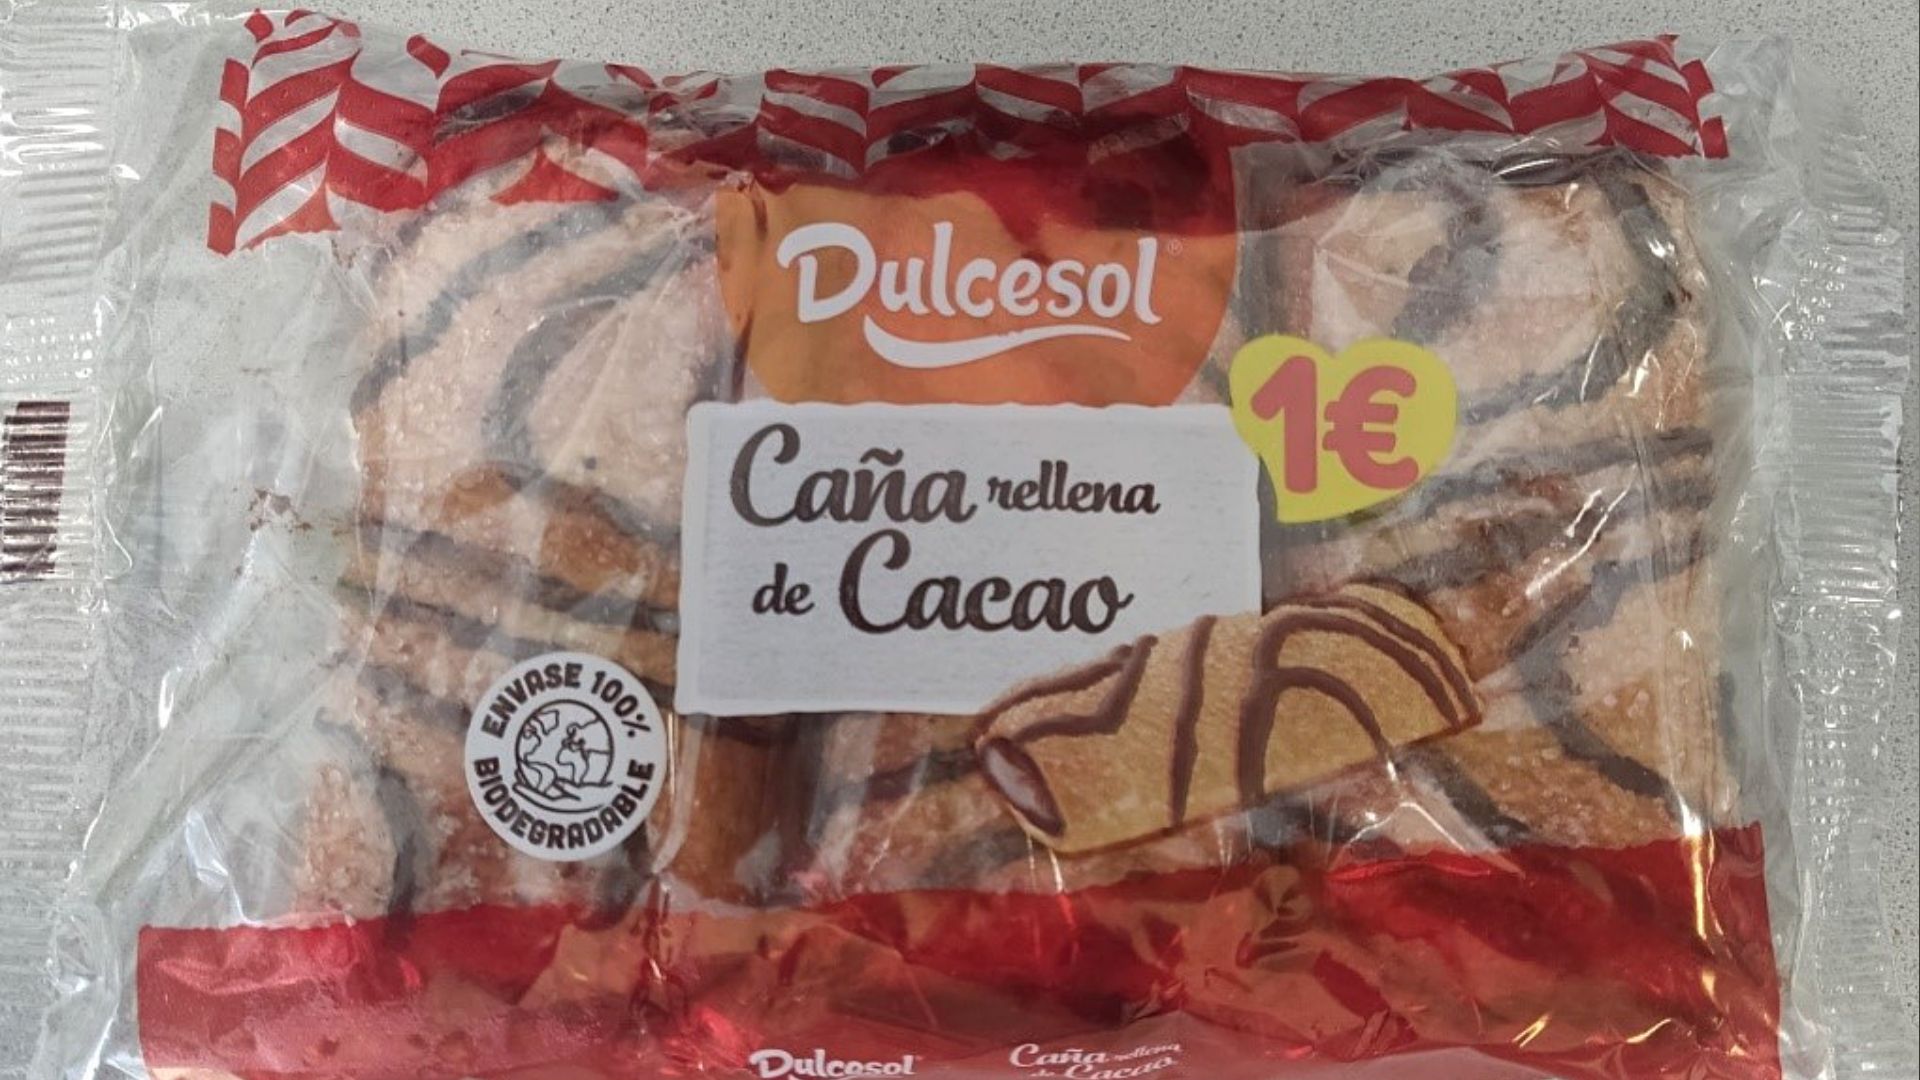 Dulcesol®
1€
Caña rellena
de Cacao
ENVASE 100%
BIODEGRADABLE
Dulcesol
Caña rellena
de Cacao